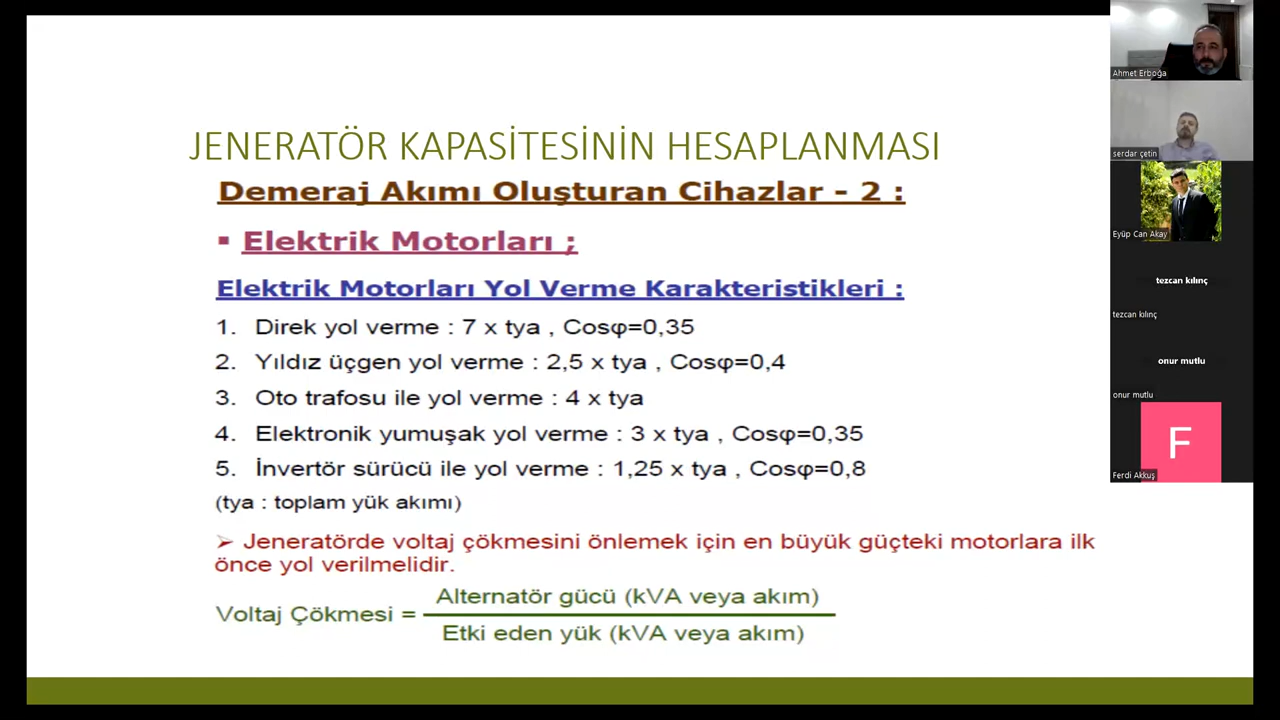 JENERATÖR KAPASİTESİNİN HESAPLANMASI
Demeraj Akımı Oluşturan Cihazlar - 2 :
▪ Elektrik Motorları ;
Elektrik Motorları Yol Verme Karakteristikleri :
1. Direk yol verme : 7 x tya , Cosφ=0,35
2. Yıldız üçgen yol verme : 2,5 x tya , Cosφ=0,4
3. Oto trafosu ile yol verme : 4 x tya
4. Elektronik yumuşak yol verme : 3 x tya , Cosφ=0,35
5. İnvertör sürücü ile yol verme : 1,25 x tya , Cosφ=0,8
(tya : toplam yük akımı)
➢ Jeneratörde voltaj çökmesini önlemek için en büyük güçteki motorlara ilk
önce yol verilmelidir.
Voltaj Çökmesi =
Alternatör gücü (kVA veya akım)
Etki eden yük (kVA veya akım)
Ahmet Erboğa
serdar çetin
Eyüp Can Akay
tezcan kılınç
tezcan kılınç
onur mutlu
onur mutlu
F
Ferdi Akkuş